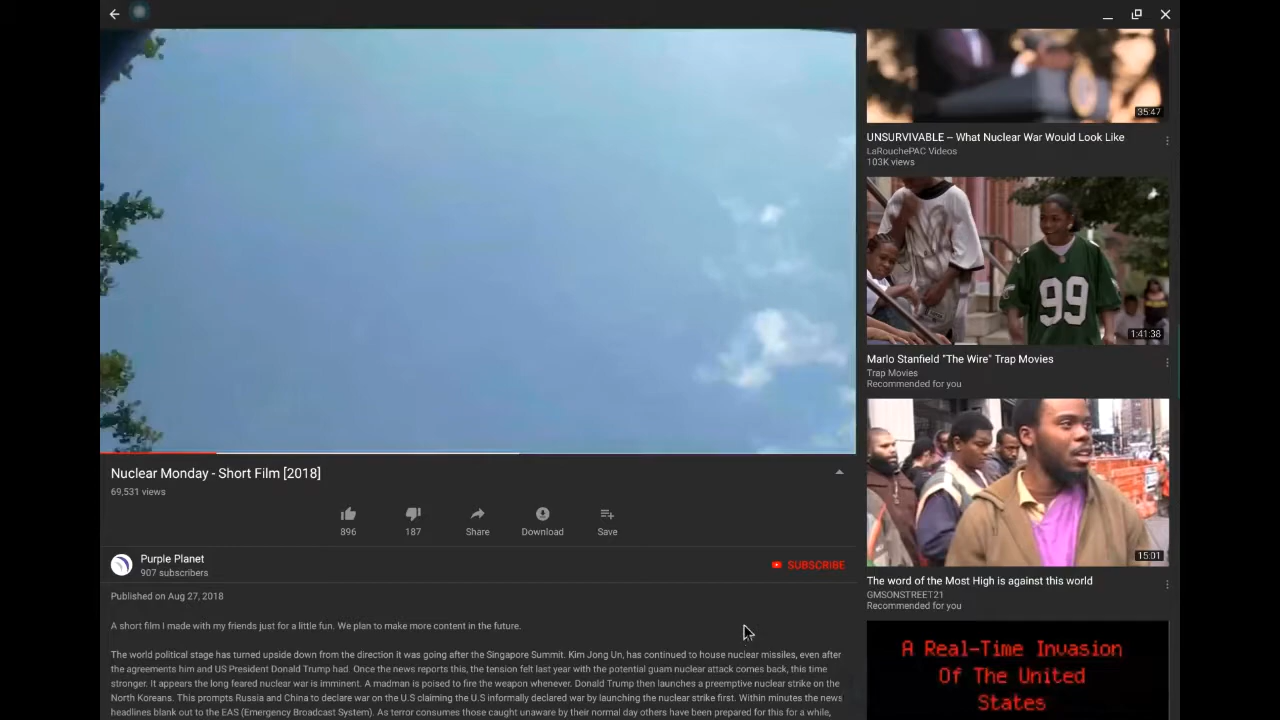 35:47
UNSURVIVABLE – What Nuclear War Would Look Like
LaRouchePAC Videos
103K views
99
1:41:38
Marlo Stanfield "The Wire" Trap Movies
Trap Movies
Recommended for you
15:01
The word of the Most High is against this world
GMSONSTREET21
Recommended for you
A Real-Time Invasion
Of The United
States
Nuclear Monday - Short Film [2018]
69,531 views
896
187
Share
Download
Save
Purple Planet
907 subscribers
SUBSCRIBE
Published on Aug 27, 2018
A short film I made with my friends just for a little fun. We plan to make more content in the future.
The world political stage has turned upside down from the direction it was going after the Singapore Summit. Kim Jong Un, has continued to house nuclear missiles, even after
the agreements him and US President Donald Trump had. Once the news reports this, the tension felt last year with the potential guam nuclear attack comes back, this time
stronger. It appears the long feared nuclear war is imminent. A madman is poised to fire the weapon whenever. Donald Trump then launches a preemptive nuclear strike on the
North Koreans. This prompts Russia and China to declare war on the U.S claiming the U.S informally declared war by launching the nuclear strike first. Within minutes the news
headlines blank out to the EAS (Emergency Broadcast System). As terror consumes those caught unaware by their normal day others have been prepared for this for a while,